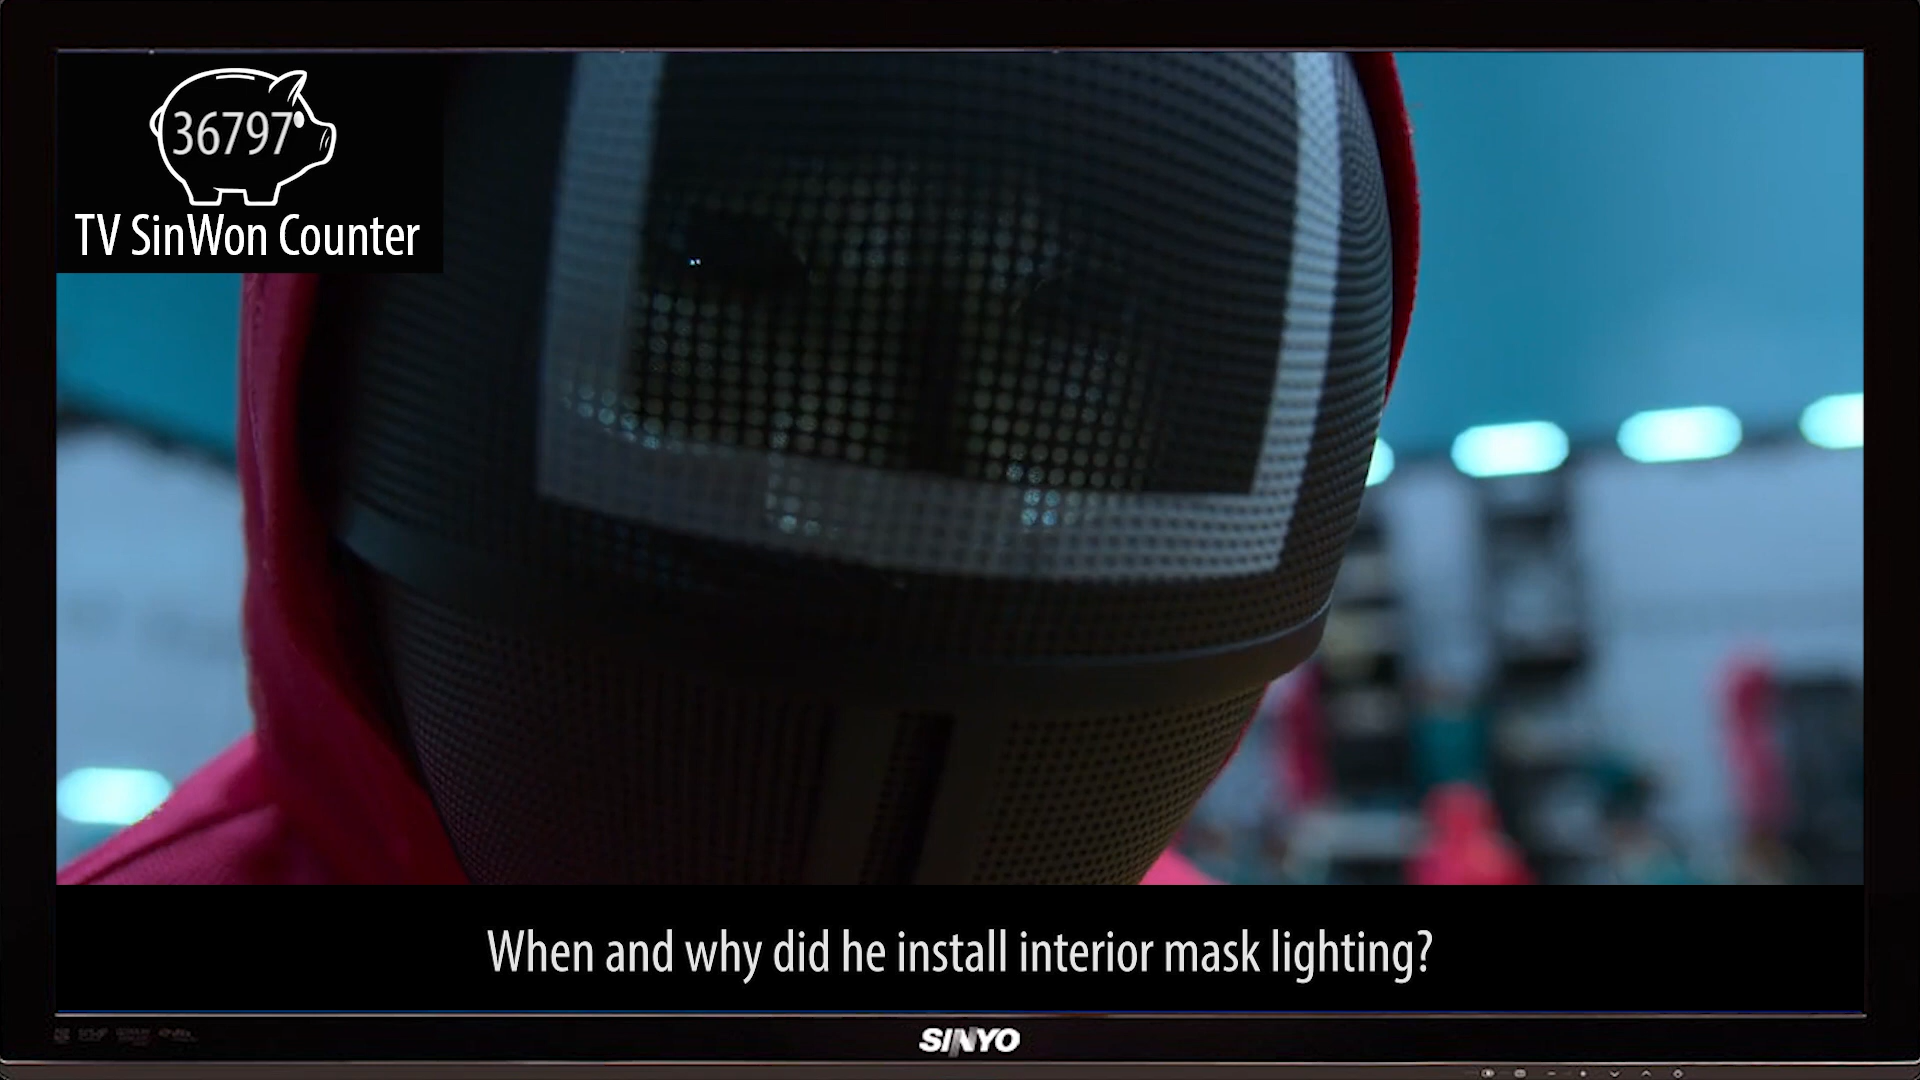 36797
TV SinWon Counter
When and why did he install interior mask lighting?
SINYO